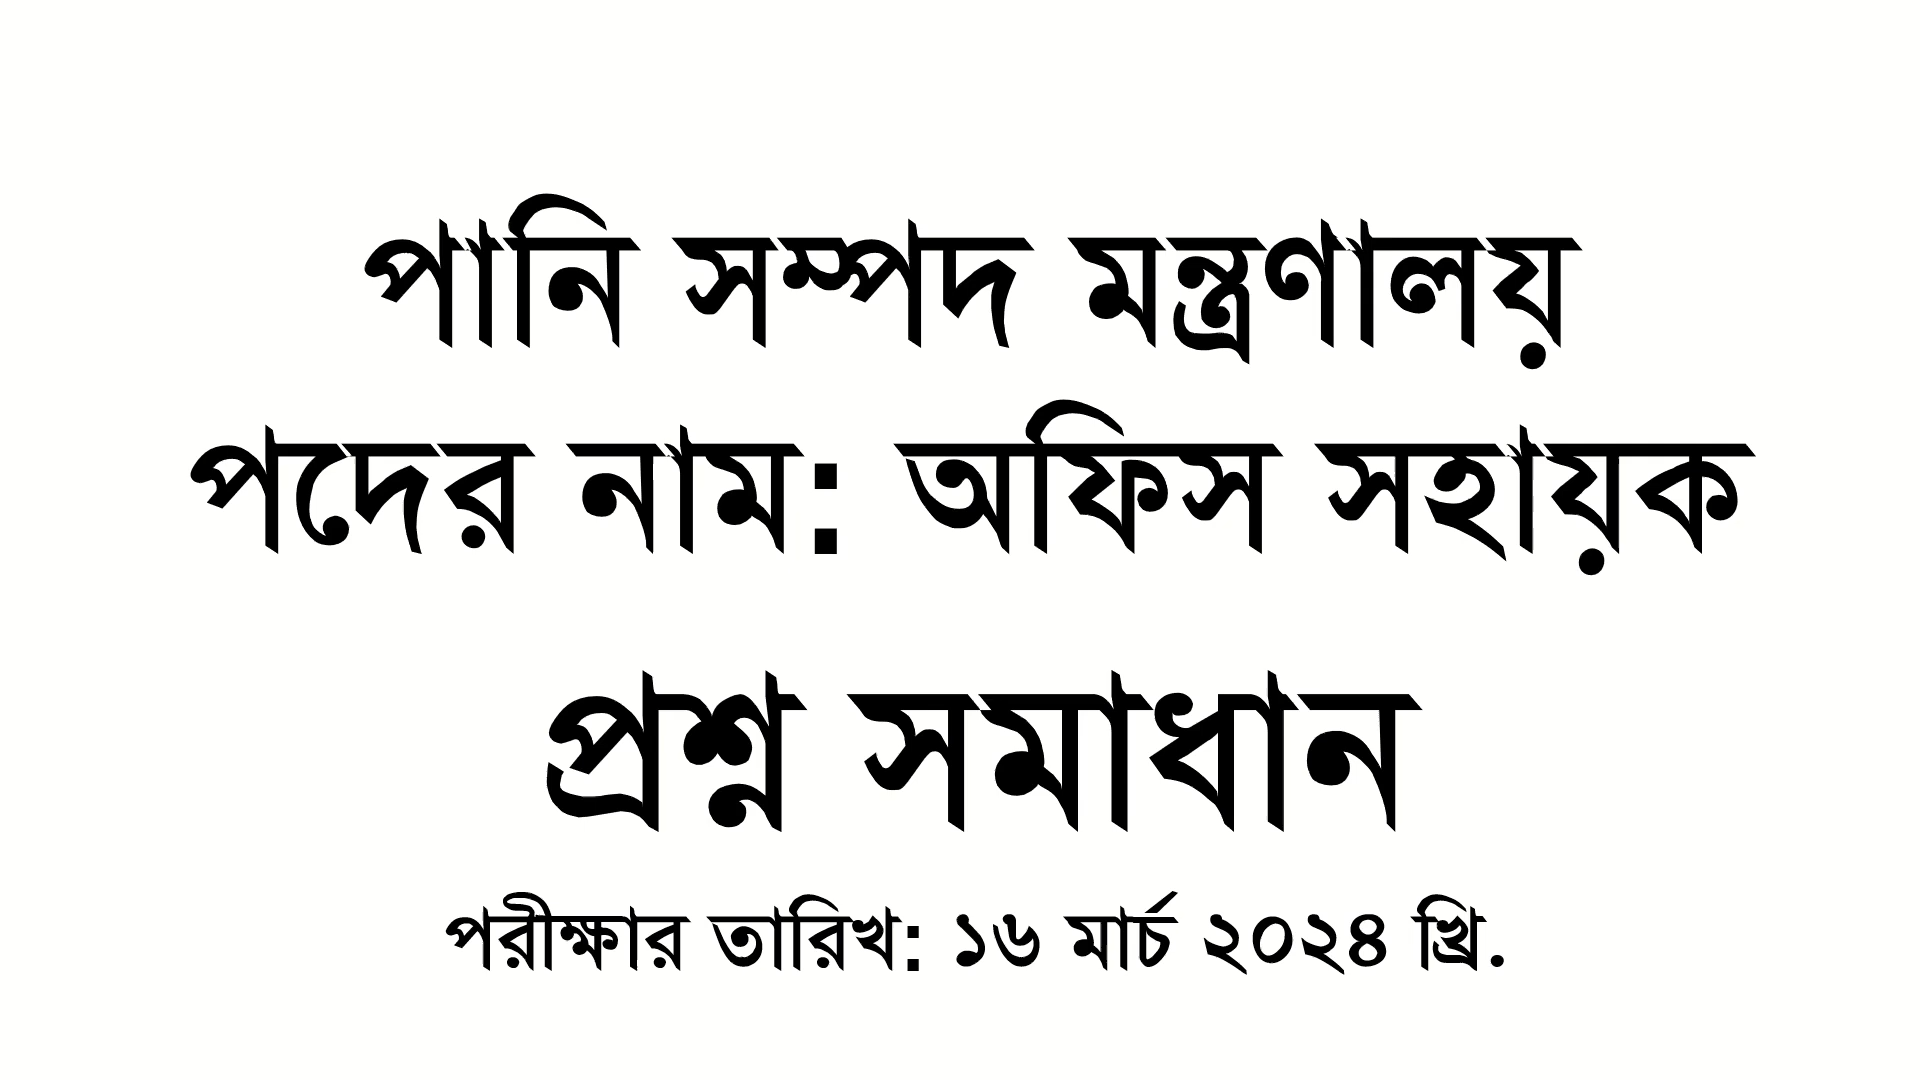 পানি সম্পদ মন্ত্রণালয়
পদের নাম: অফিস সহায়ক
প্রশ্ন সমাধান
পরীক্ষার তারিখ: ১৬ মার্চ ২০২৪ খ্রি.